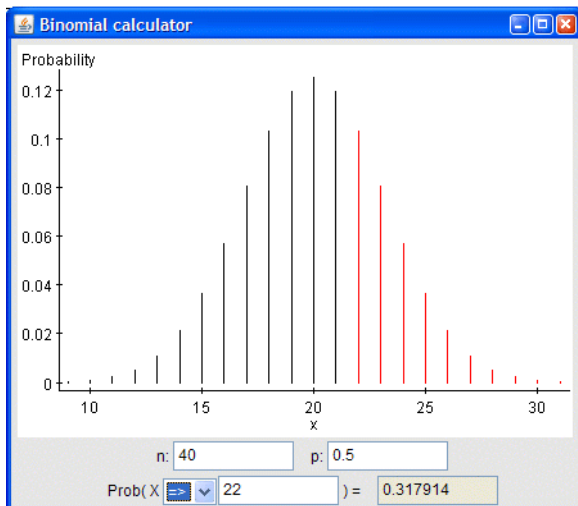 Binomial calculator
Probability
0.12
0.1
0.08
0.06
0.04
0.02
0
10 15 20 25 30
x
n: 40 p: 0.5
Prob( X => 22 ) = 0.317914